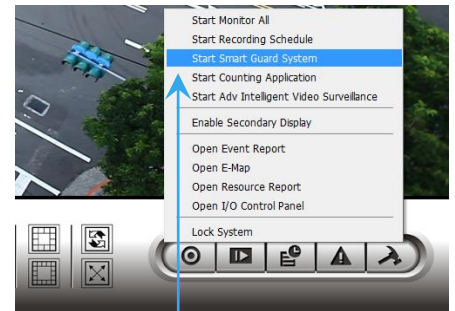 Start Monitor All
Start Recording Schedule
Start Smart Guard System
Start Counting Application
Start Adv Intelligent Video Surveillance
Enable Secondary Display
Open Event Report
Open E-Map
Open Resource Report
Open I/O Control Panel
Lock System